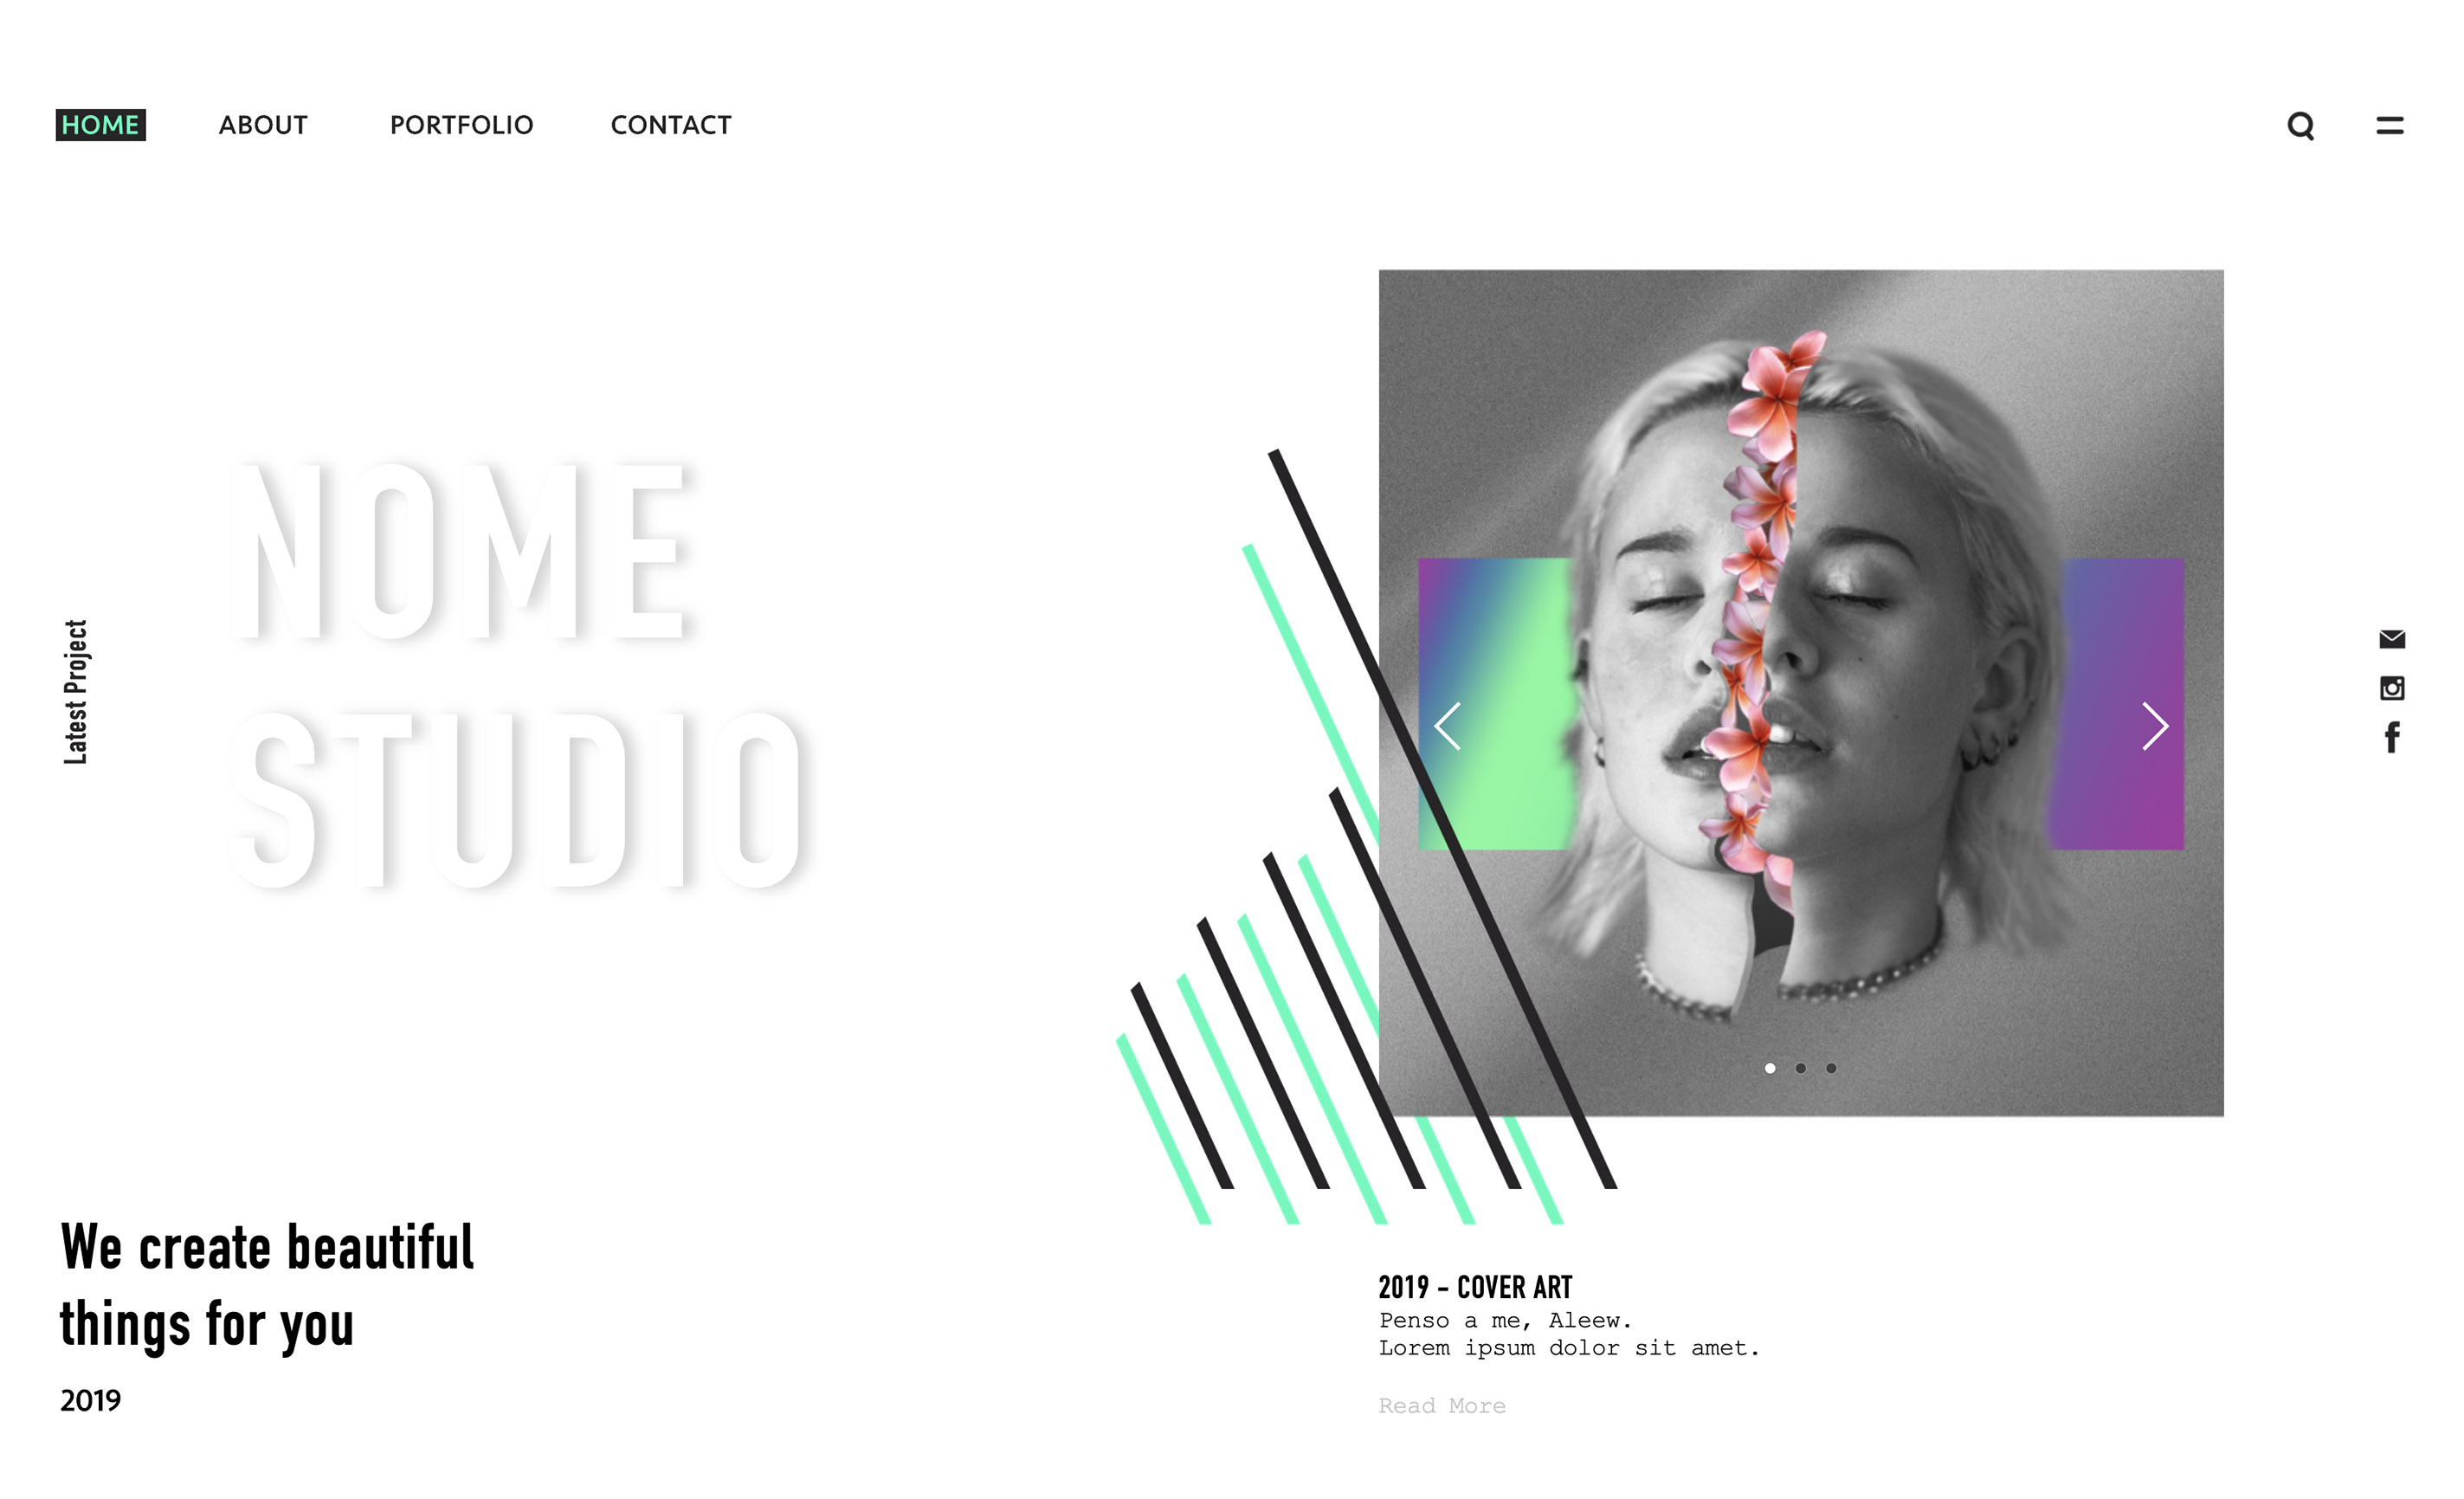 HOME
ABOUT
PORTFOLIO
CONTACT
NOME
STUDIO
Latest Project
We create beautiful
things for you
2019
2019 - COVER ART
Penso a me, Aleew.
Lorem ipsum dolor sit amet.
Read More